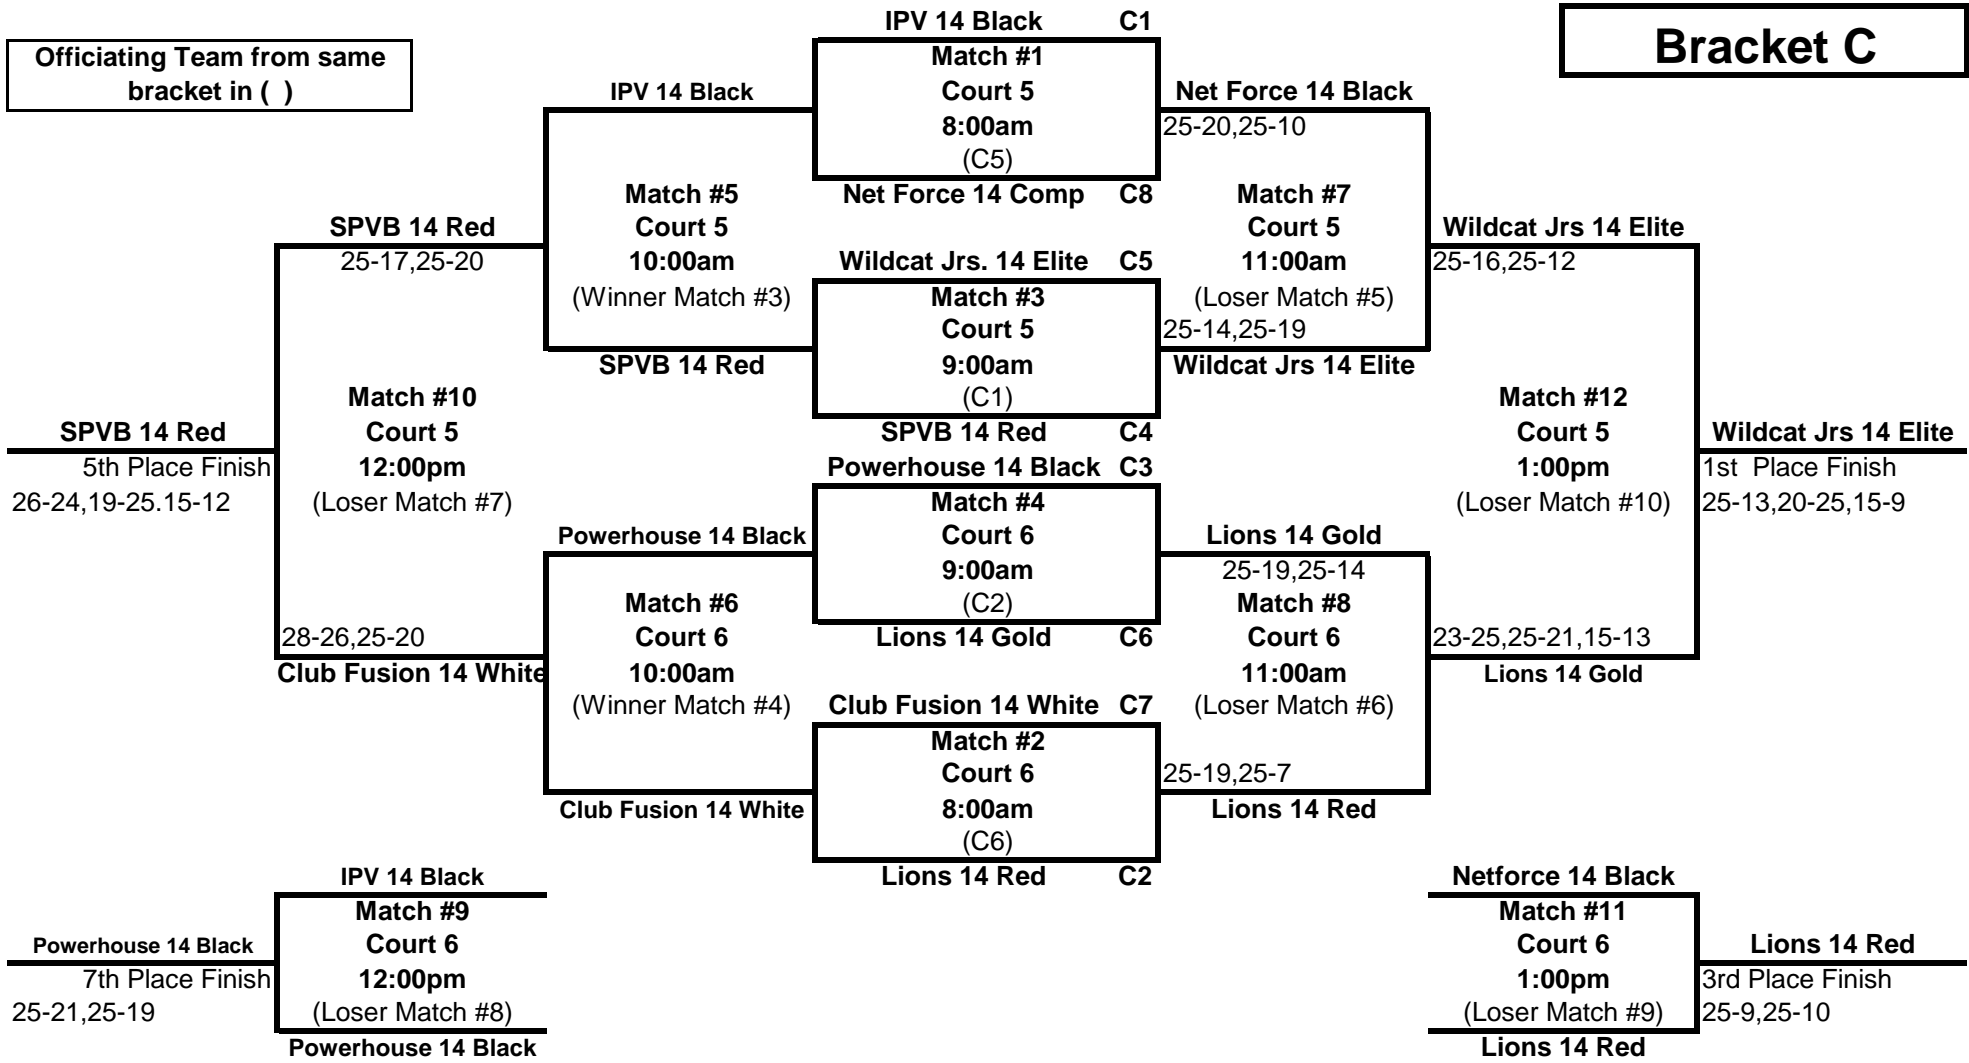 IPV 14 Black C1
Bracket C
Officiating Team from same
bracket in (  )
Match #1
Court 5
8:00am
(C5)
Net Force 14 Comp C8
IPV 14 Black
Net Force 14 Black
25-20,25-10
Match #5
Court 5
10:00am
(Winner Match #3)
SPVB 14 Red
Match #7
Court 5
11:00am
(Loser Match #5)
25-14,25-19
Wildcat Jrs 14 Elite
SPVB 14 Red
25-17,25-20
Wildcat Jrs. 14 Elite C5
Match #3
Court 5
9:00am
(C1)
SPVB 14 Red C4
Wildcat Jrs 14 Elite
25-16,25-12
Match #10
Court 5
12:00pm
(Loser Match #7)
SPVB 14 Red
5th Place Finish
26-24,19-25.15-12
Match #12
Court 5
1:00pm
(Loser Match #10)
Wildcat Jrs 14 Elite
1st  Place Finish
25-13,20-25,15-9
Powerhouse 14 Black C3
Match #4
Court 6
9:00am
(C2)
Lions 14 Gold C6
Powerhouse 14 Black
Lions 14 Gold
25-19,25-14
Match #6
Court 6
10:00am
(Winner Match #4)
Club Fusion 14 White
Match #8
Court 6
11:00am
(Loser Match #6)
25-19,25-7
Lions 14 Red
28-26,25-20
Club Fusion 14 White
23-25,25-21,15-13
Lions 14 Gold
Club Fusion 14 White C7
Match #2
Court 6
8:00am
(C6)
Lions 14 Red C2
IPV 14 Black
Match #9
Court 6
12:00pm
(Loser Match #8)
Powerhouse 14 Black
Powerhouse 14 Black
7th Place Finish
25-21,25-19
Netforce 14 Black
Match #11
Court 6
1:00pm
(Loser Match #9)
Lions 14 Red
Lions 14 Red
3rd Place Finish
25-9,25-10